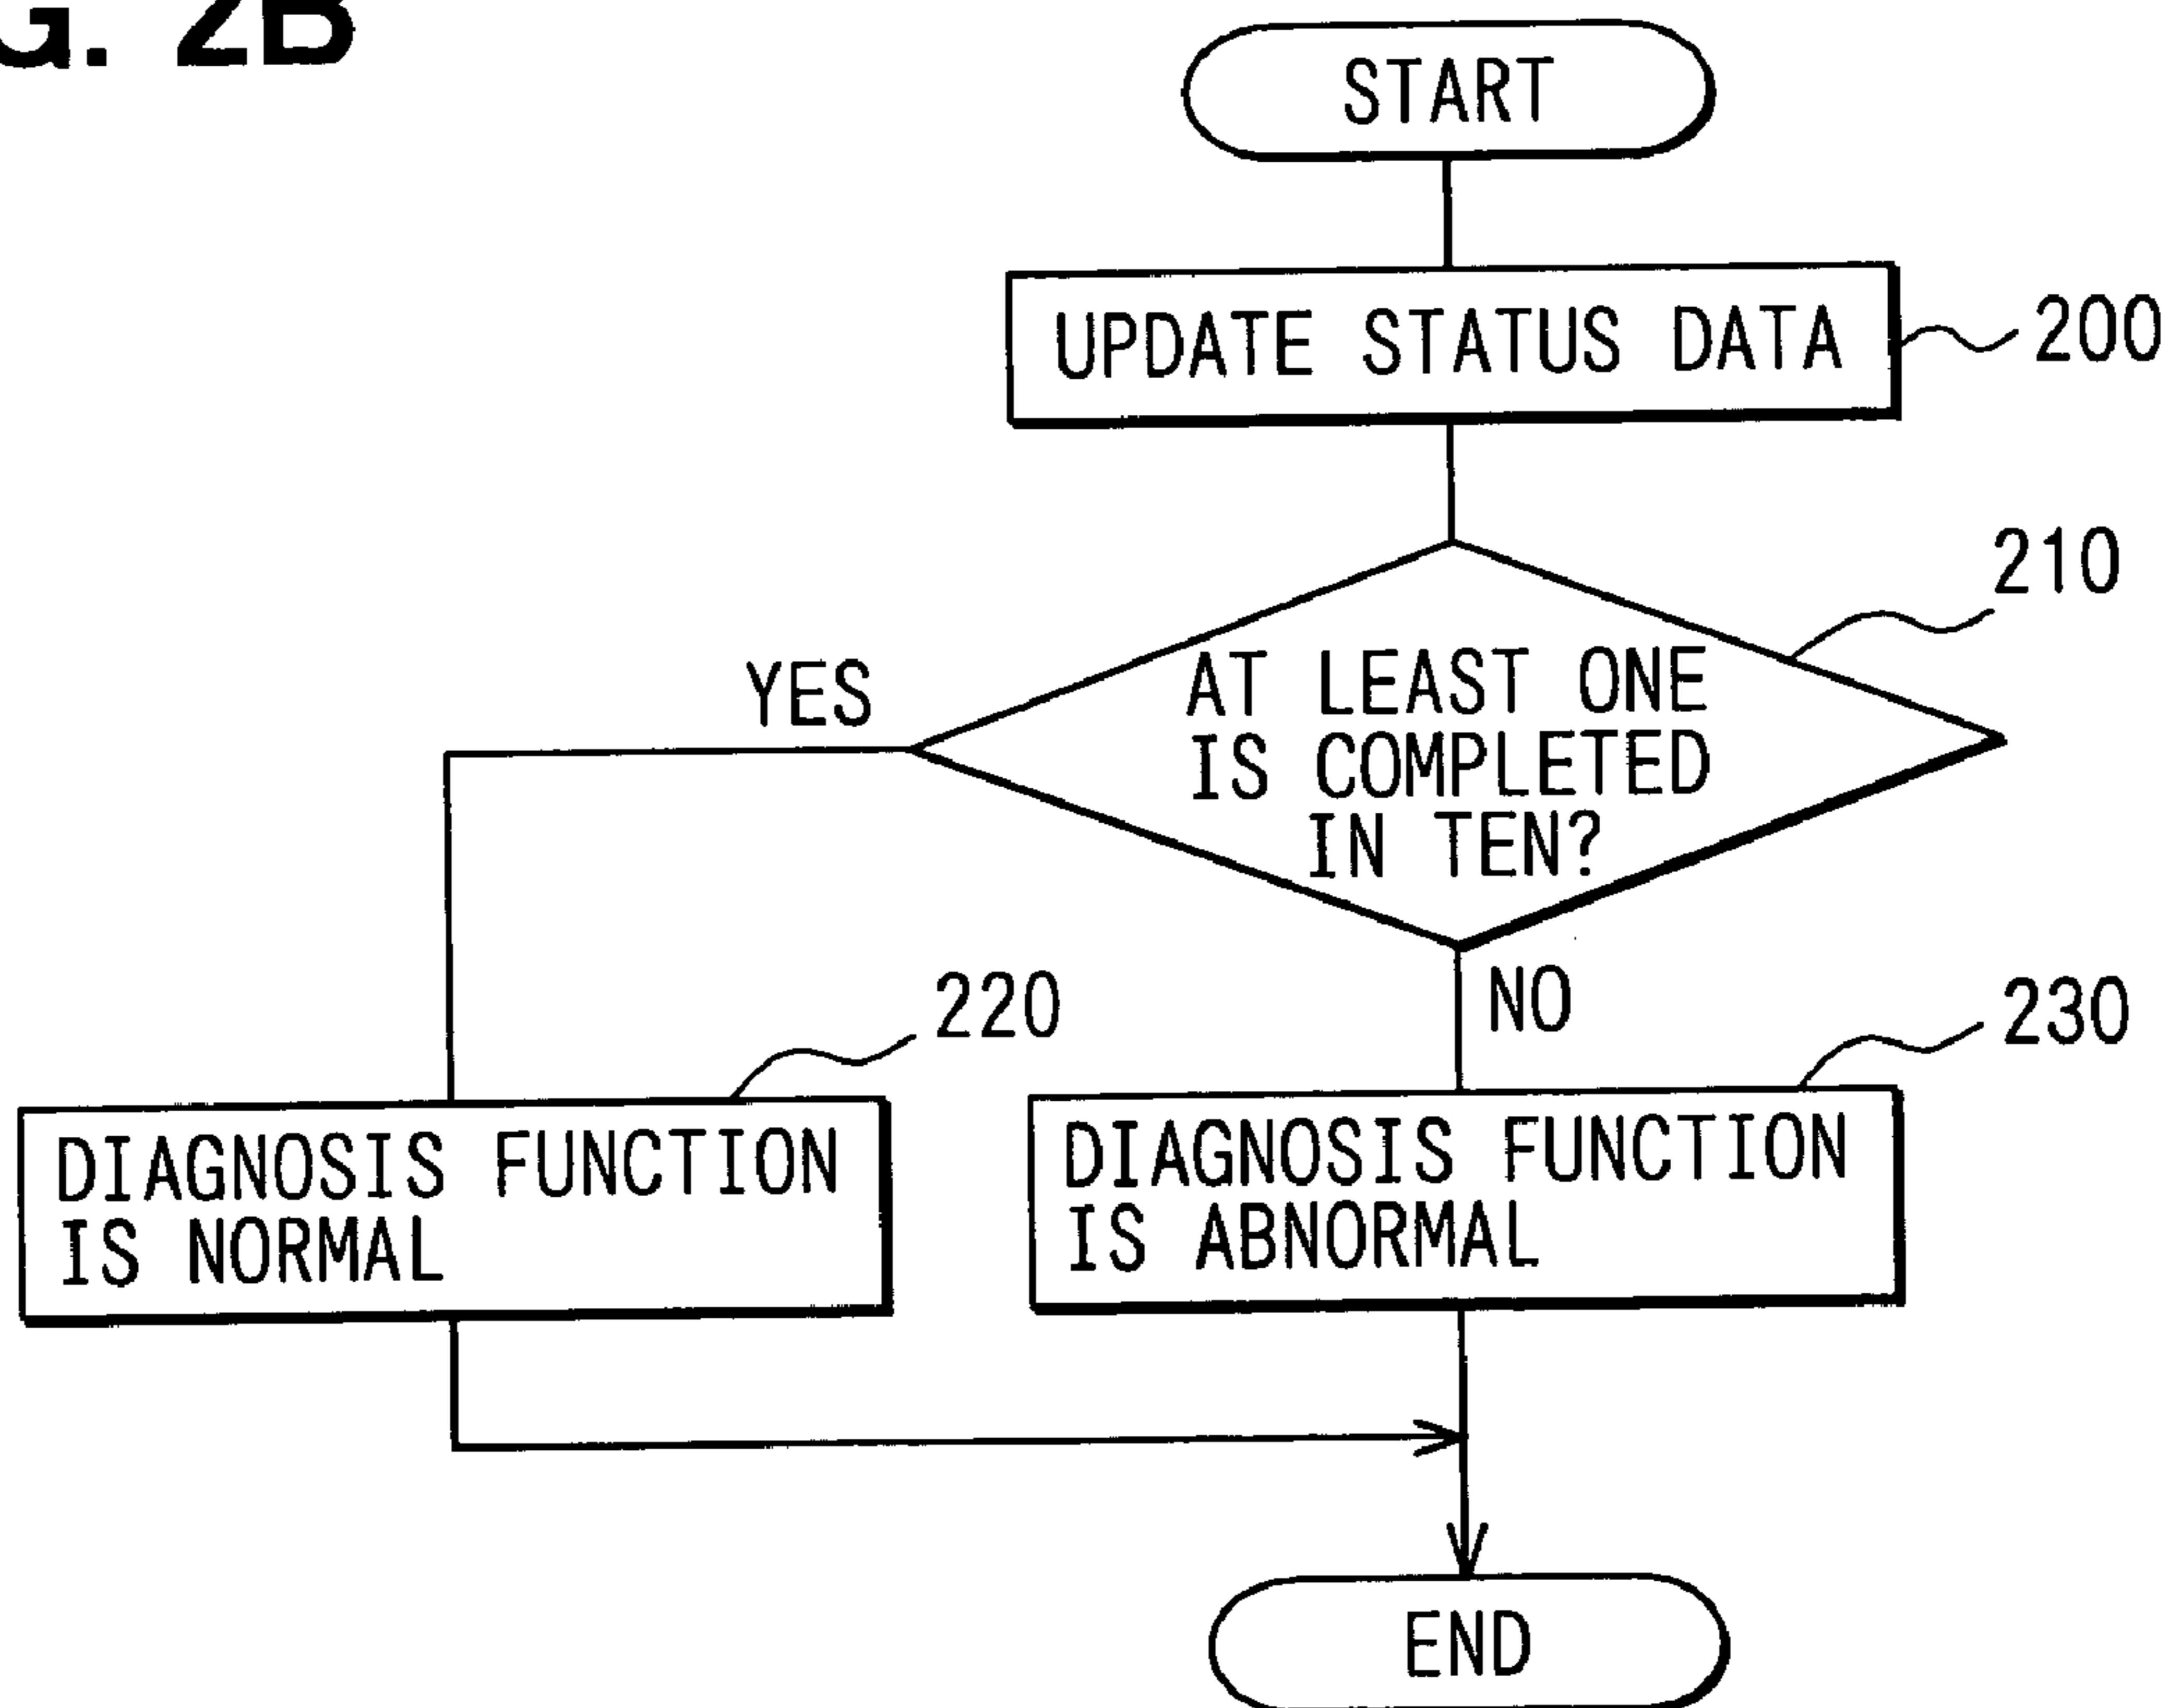 G. 2B
START
UPDATE STATUS DATA
200
210
YES
AT LEAST ONE
IS COMPLETED
IN TEN?
NO
220
230
DIAGNOSIS FUNCTION
IS NORMAL
DIAGNOSIS FUNCTION
IS ABNORMAL
END